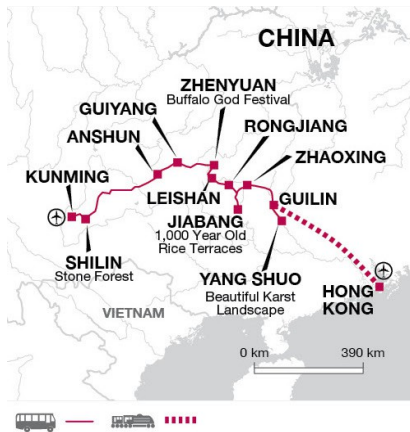 CHINA
ZHENYUAN
Buffalo God Festival
GUIYANG
RONGJIANG
ANSHUN
ZHAOXING
KUNMING
LEISHAN
GUILIN
JIABANG
1,000 Year Old
Rice Terraces
SHILIN
Stone Forest
YANG SHUO
Beautiful Karst
Landscape
HONG
KONG
VIETNAM
0 km
390 km